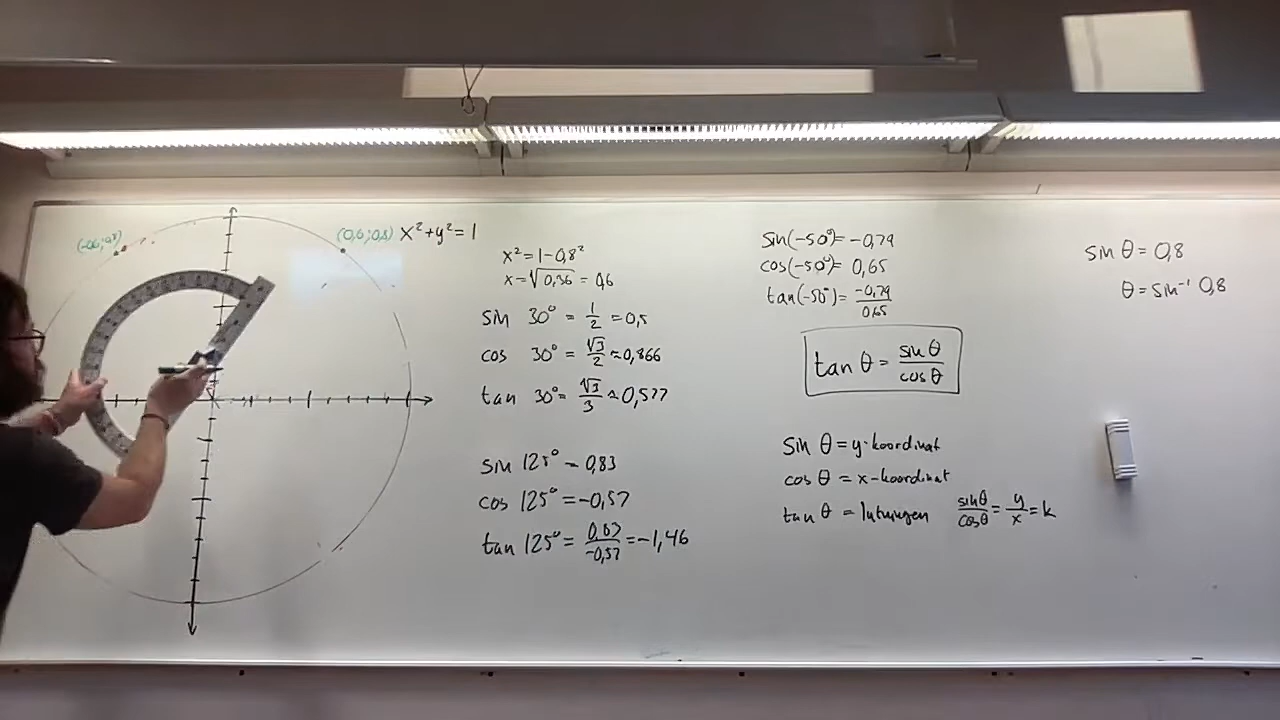 (-0,6;0,8)
(0,6;0,8) x²+y²=1
x²=1-0,8²
x=√0,36 = 0,6
sin 30° = 1/2 = 0,5
cos 30° = √3/2 ≈ 0,866
tan 30° = √3/3 ≈ 0,577
sin 125° = 0,83
cos 125° = -0,57
tan 125° = 0,83/-0,57 = -1,46
sin(-50°) = -0,79
cos(-50°) = 0,65
tan(-50°) = -0,79/0,65
tan θ = sin θ/cos θ
sin θ = y-koordinat
cos θ = x-koordinat
tan θ = lutningen sinθ/cosθ = y/x = k
sin θ = 0,8
θ = sin⁻¹ 0,8